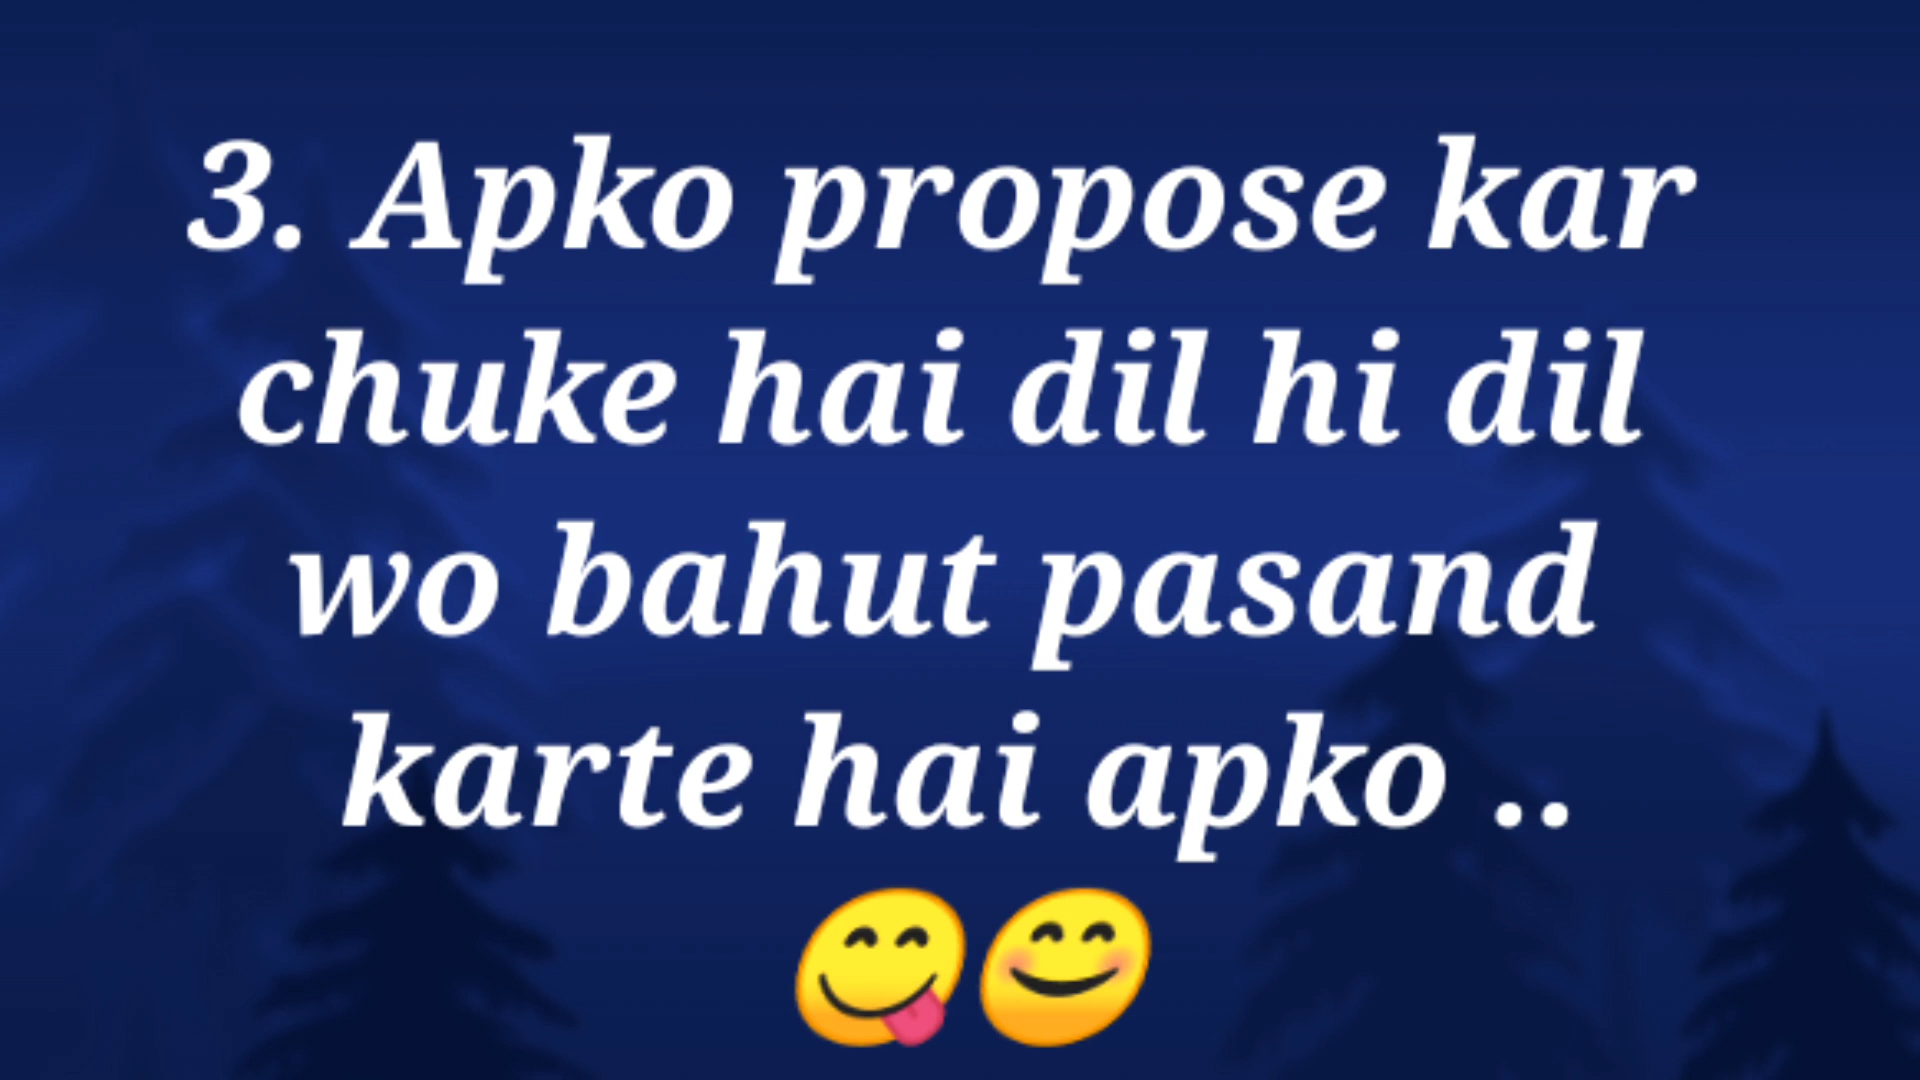 3. Apko propose kar
chuke hai dil hi dil
wo bahut pasand
karte hai apko ..
😋😊